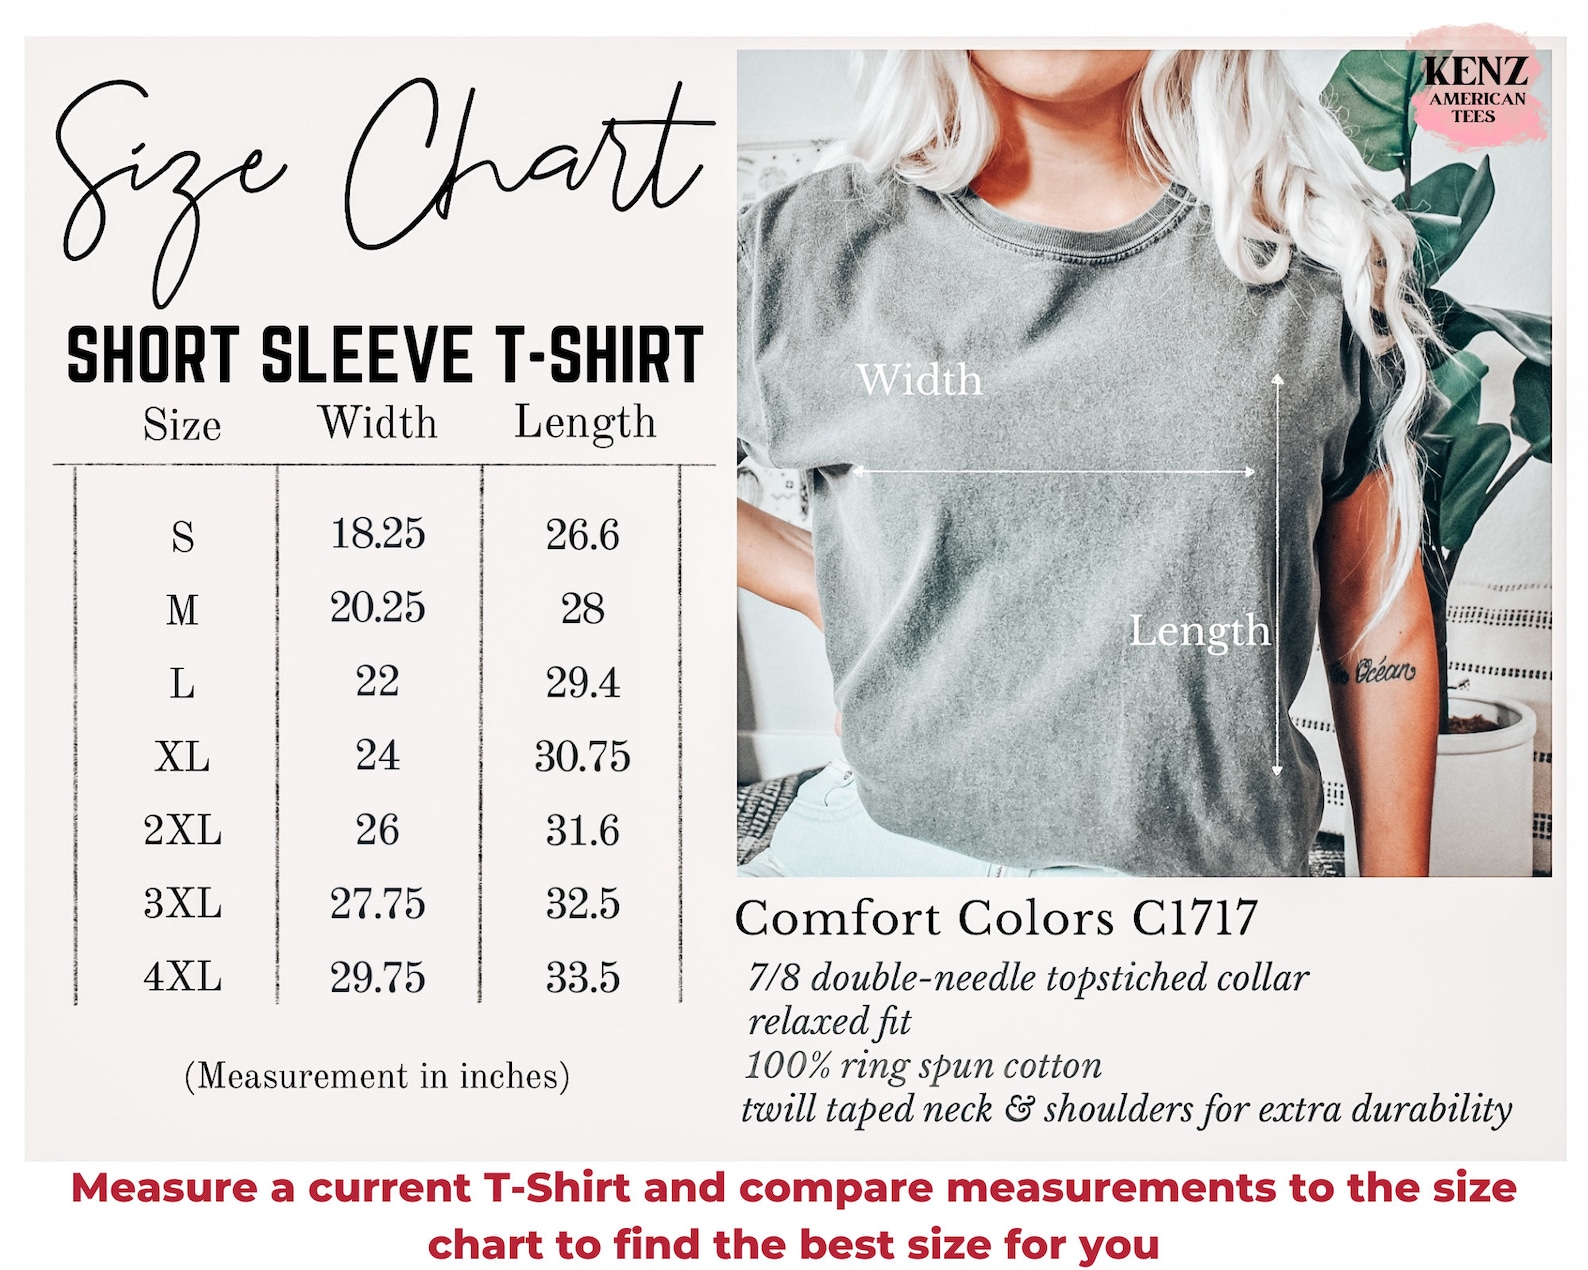 Size Chart
SHORT SLEEVE T-SHIRT
Size Width Length
S 18.25 26.6
M 20.25 28
L 22 29.4
XL 24 30.75
2XL 26 31.6
3XL 27.75 32.5
4XL 29.75 33.5
(Measurement in inches)
KENZ
AMERICAN
TEES
Width
Length
Océan
Comfort Colors C1717
7/8 double-needle topstiched collar
relaxed fit
100% ring spun cotton
twill taped neck & shoulders for extra durability
Measure a current T-Shirt and compare measurements to the size
chart to find the best size for you